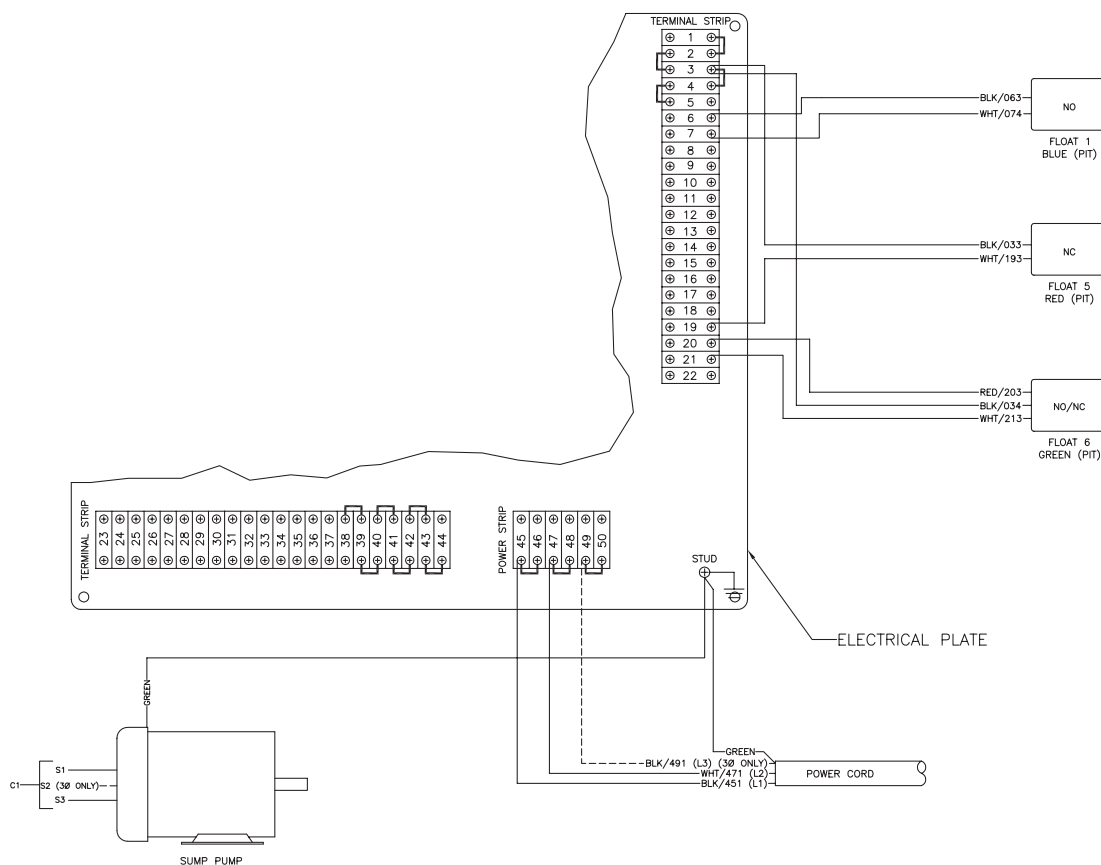 TERMINAL STRIP
1
2
3
4
5
6
7
8
9
10
11
12
13
14
15
16
17
18
19
20
21
22
BLK/063
WHT/074
NO
FLOAT 1
BLUE (PIT)
BLK/033
WHT/193
NC
FLOAT 5
RED (PIT)
RED/203
BLK/034
WHT/213
NO/NC
FLOAT 6
GREEN (PIT)
TERMINAL STRIP
23 24 25 26 27 28 29 30 31 32 33 34 35 36 37 38 39 40 41 42 43 44
POWER STRIP
45 46 47 48 49 50
STUD
ELECTRICAL PLATE
GREEN
GREEN
BLK/491 (L3) (3Ø ONLY)
WHT/471 (L2)
BLK/451 (L1)
POWER CORD
C1
S1
S2 (3Ø ONLY)
S3
SUMP PUMP